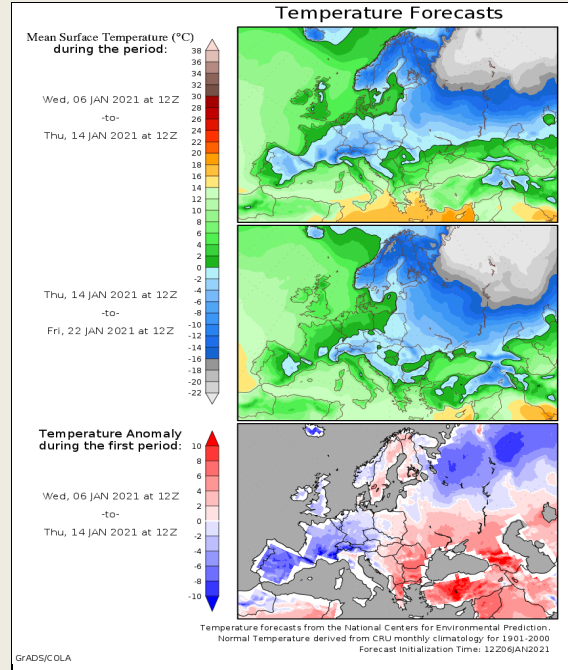 Temperature Forecasts
Mean Surface Temperature (°C)
during the period:
Wed, 06 JAN 2021 at 12Z
-to-
Thu, 14 JAN 2021 at 12Z
38
36
34
32
30
28
26
24
22
20
18
16
14
12
10
8
6
4
2
0
-2
-4
-6
-8
-10
-12
-14
-16
-18
-20
-22
Thu, 14 JAN 2021 at 12Z
-to-
Fri, 22 JAN 2021 at 12Z
Temperature Anomaly
during the first period:
Wed, 06 JAN 2021 at 12Z
-to-
Thu, 14 JAN 2021 at 12Z
10
8
6
4
2
0
-2
-4
-6
-8
-10
Temperature forecasts from the National Centers for Environmental Prediction.
Normal Temperature derived from CRU monthly climatology for 1901-2000
Forecast Initialization Time: 12Z06JAN2021
GrADS/COLA